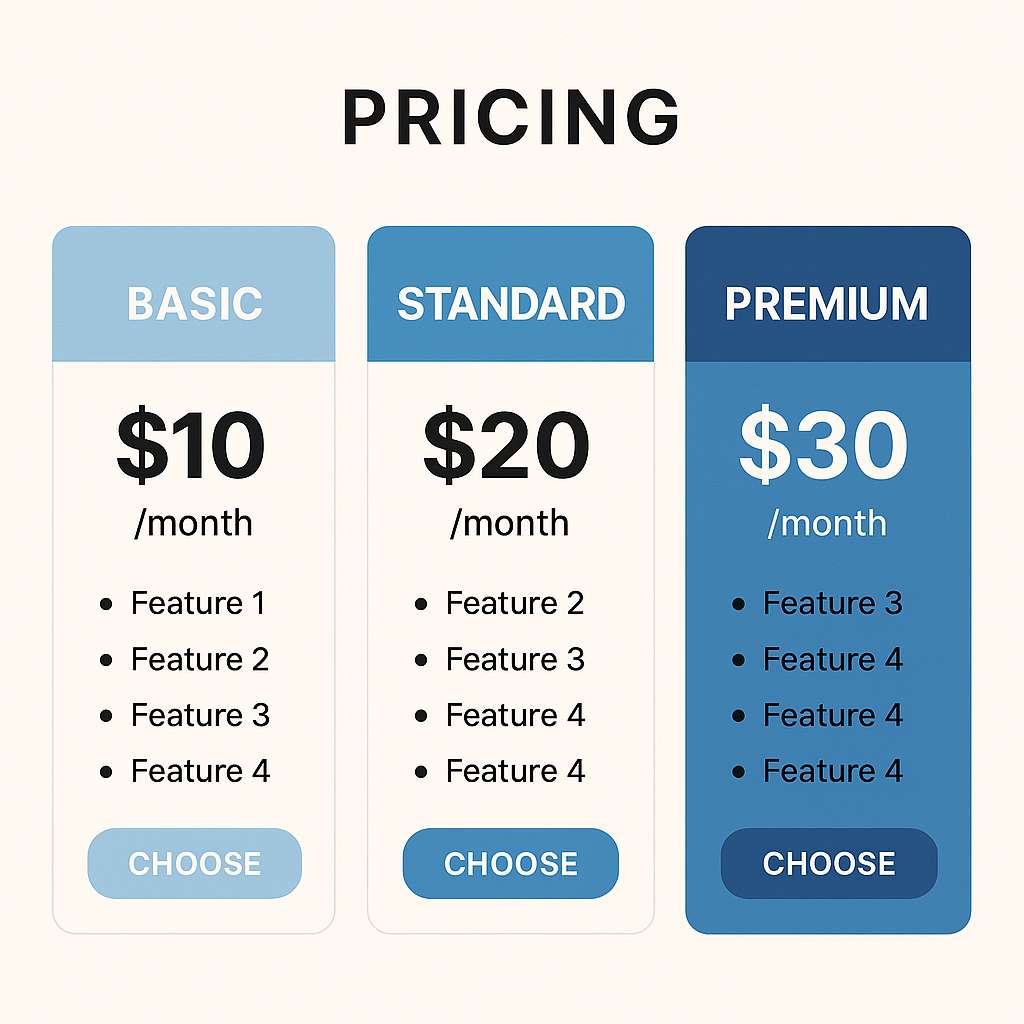 PRICING
BASIC
$10
/month
• Feature 1
• Feature 2
• Feature 3
• Feature 4
CHOOSE
STANDARD
$20
/month
• Feature 2
• Feature 3
• Feature 4
• Feature 4
CHOOSE
PREMIUM
$30
/month
• Feature 3
• Feature 4
• Feature 4
• Feature 4
CHOOSE